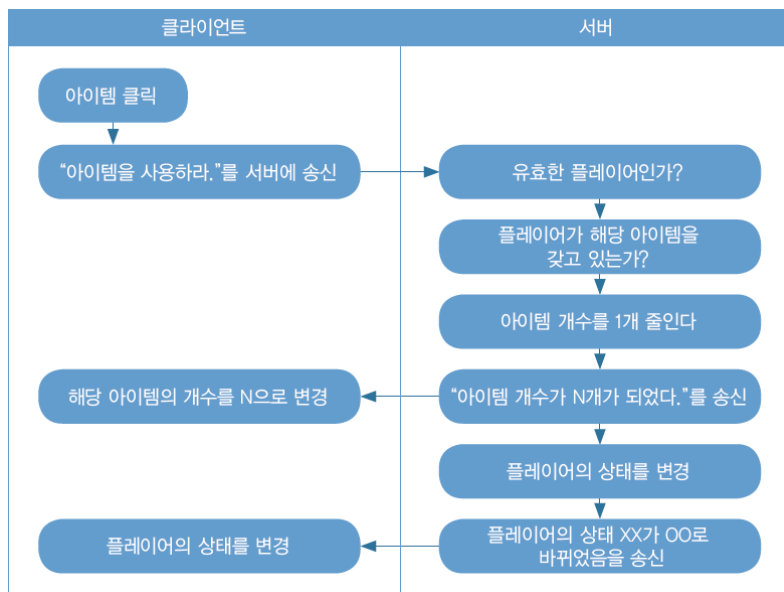 클라이언트
서버
아이템 클릭
“아이템을 사용하라.”를 서버에 송신
유효한 플레이어인가?
플레이어가 해당 아이템을
갖고 있는가?
아이템 개수를 1개 줄인다
해당 아이템의 개수를 N으로 변경
“아이템 개수가 N개가 되었다.”를 송신
플레이어의 상태를 변경
플레이어의 상태를 변경
플레이어의 상태 XX가 OO로
바뀌었음을 송신